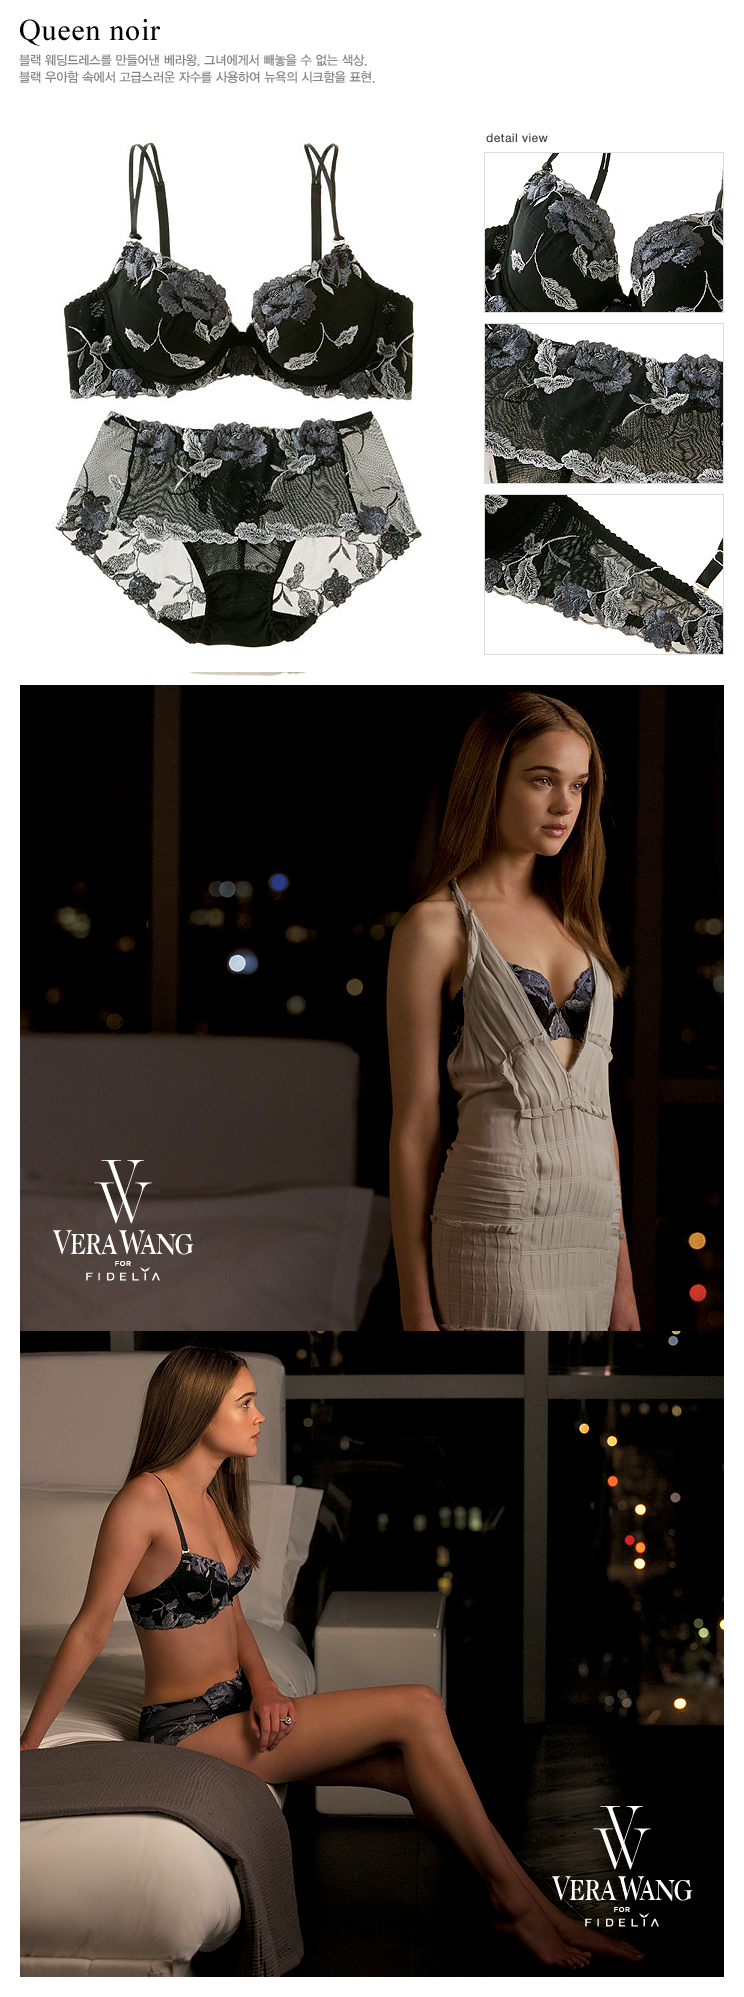 Queen noir
블랙 웨딩드레스를 만들어낸 베라왕, 그녀에게서 빼놓을 수 없는 색상.
블랙 우아함 속에서 고급스러운 자수를 사용하여 뉴욕의 시크함을 표현.
detail view
VW
VERA WANG
FOR
FIDELIA
VW
VERA WANG
FOR
FIDELIA